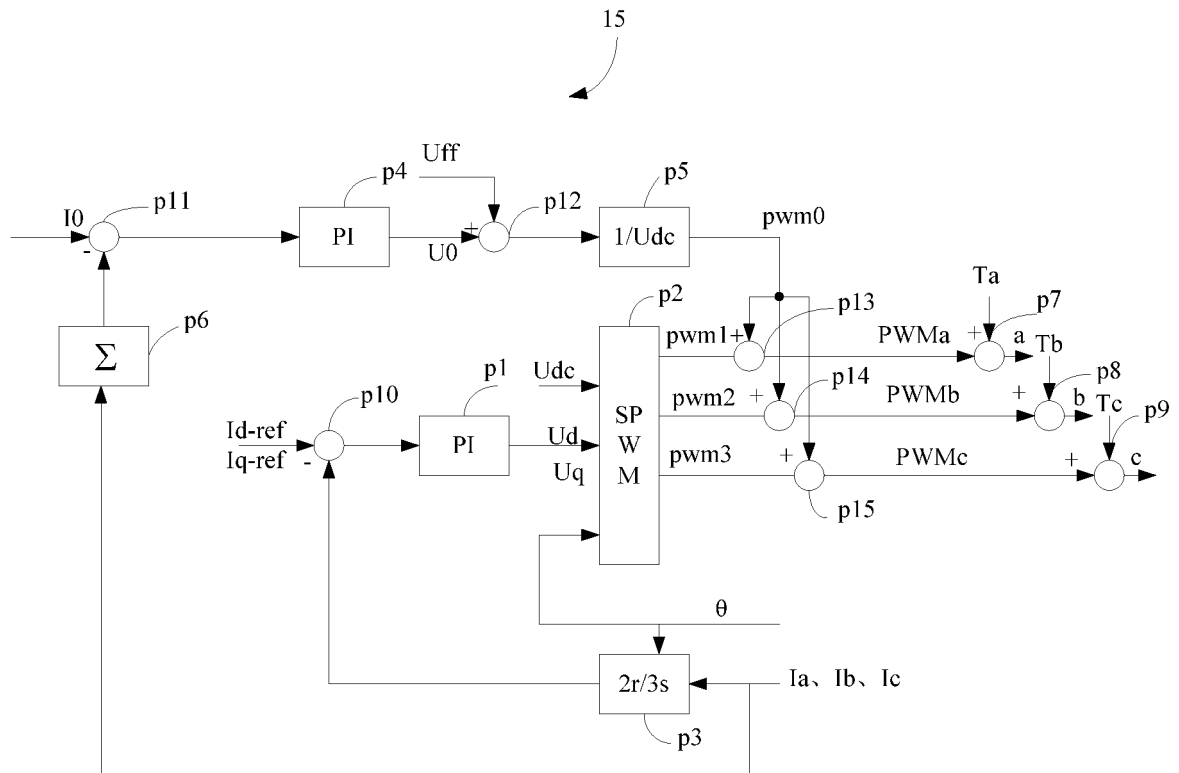 15
Uff
p4
p5
p11
p12
pwm0
I0
+
-
PI
U0
1/Udc
Ta
p6
p2
p13
p7
Σ
pwm1
+
PWMa
+
a
Tb
p10
p1
Udc
p14
p8
pwm2
+
PWMb
+
b
Tc
p9
Id-ref
Iq-ref
-
PI
Ud
Uq
SP
W
M
pwm3
+
PWMc
+
c
p15
θ
2r/3s
Ia、Ib、Ic
p3